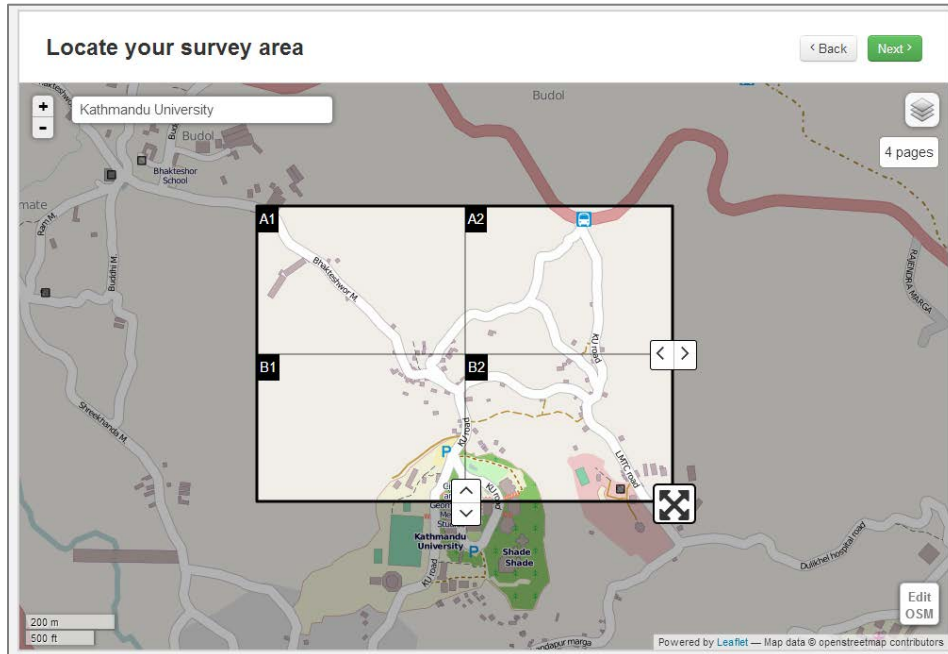 Locate your survey area
‹ Back
Next ›
+
-
Kathmandu University
Budol
4 pages
Budol
Bhakteshor
School
mate
Ram M.
Buddhi M.
A1
A2
RAJENDRA MARGA
Bhakteshwor M.
KU road
B1
B2
Shreekhanda M.
KU road
P
LMTC road
KU road
Kathmandu
University
P
Shade
Shade
KU road
Dulikhel hospital road
200 m
500 ft
Edit
OSM
Powered by Leaflet — Map data © openstreetmap contributors